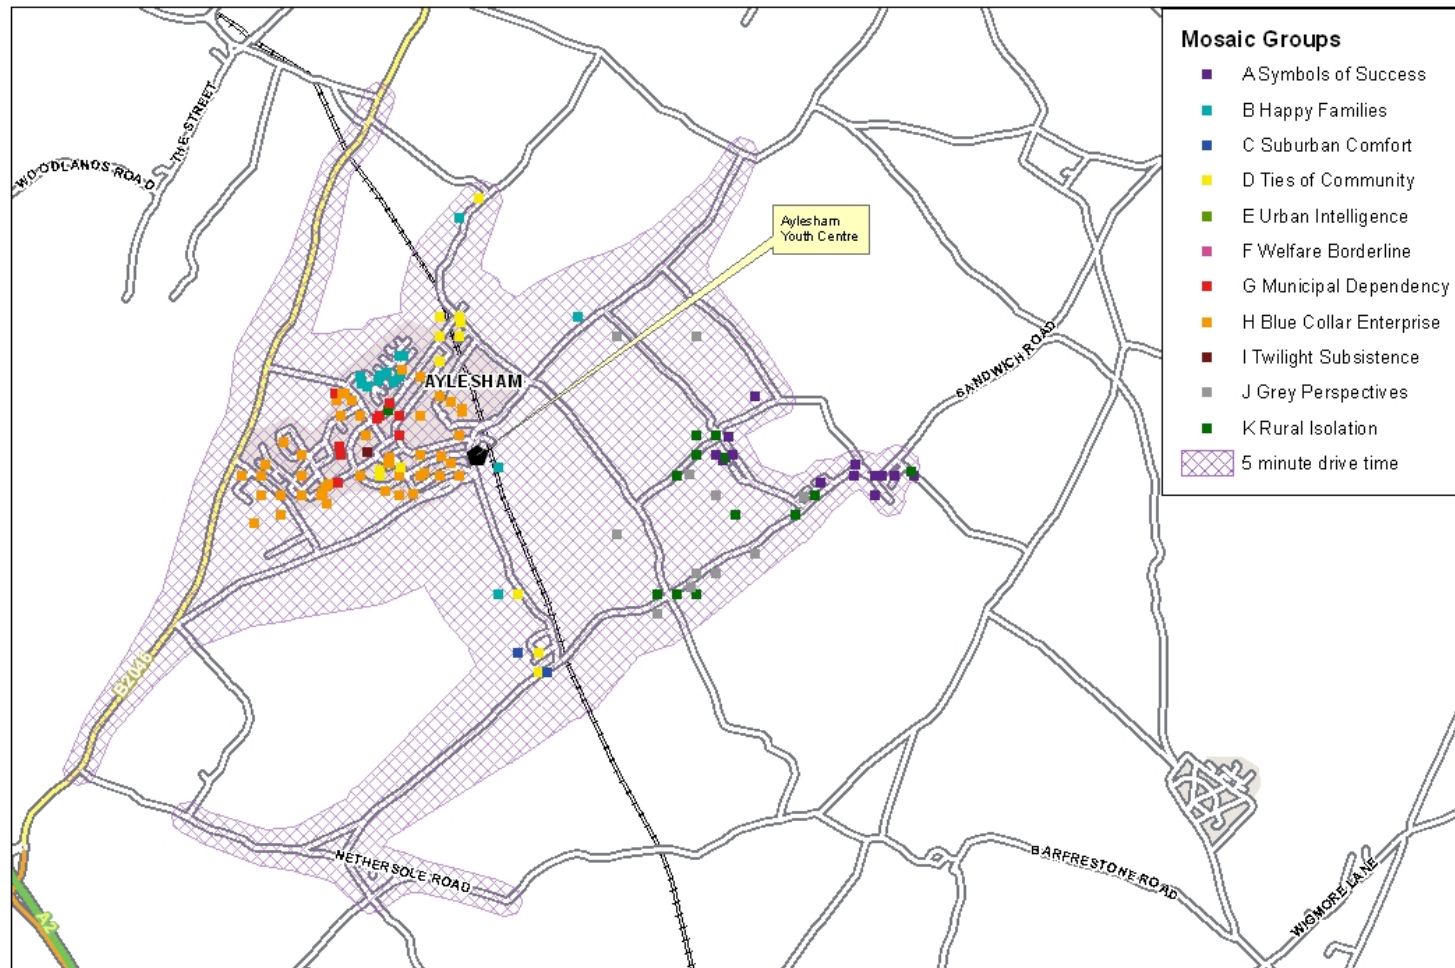 Mosaic Groups
A Symbols of Success
B Happy Families
C Suburban Comfort
D Ties of Community
E Urban Intelligence
F Welfare Borderline
G Municipal Dependency
H Blue Collar Enterprise
I Twilight Subsistence
J Grey Perspectives
K Rural Isolation
5 minute drive time
THE STREET
WOODLANDS ROAD
Aylesham
Youth Centre
SANDWICH ROAD
AYLESHAM
B2046
NETHERSOLE ROAD
BARFRESTONE ROAD
WIGMORE LANE
A2